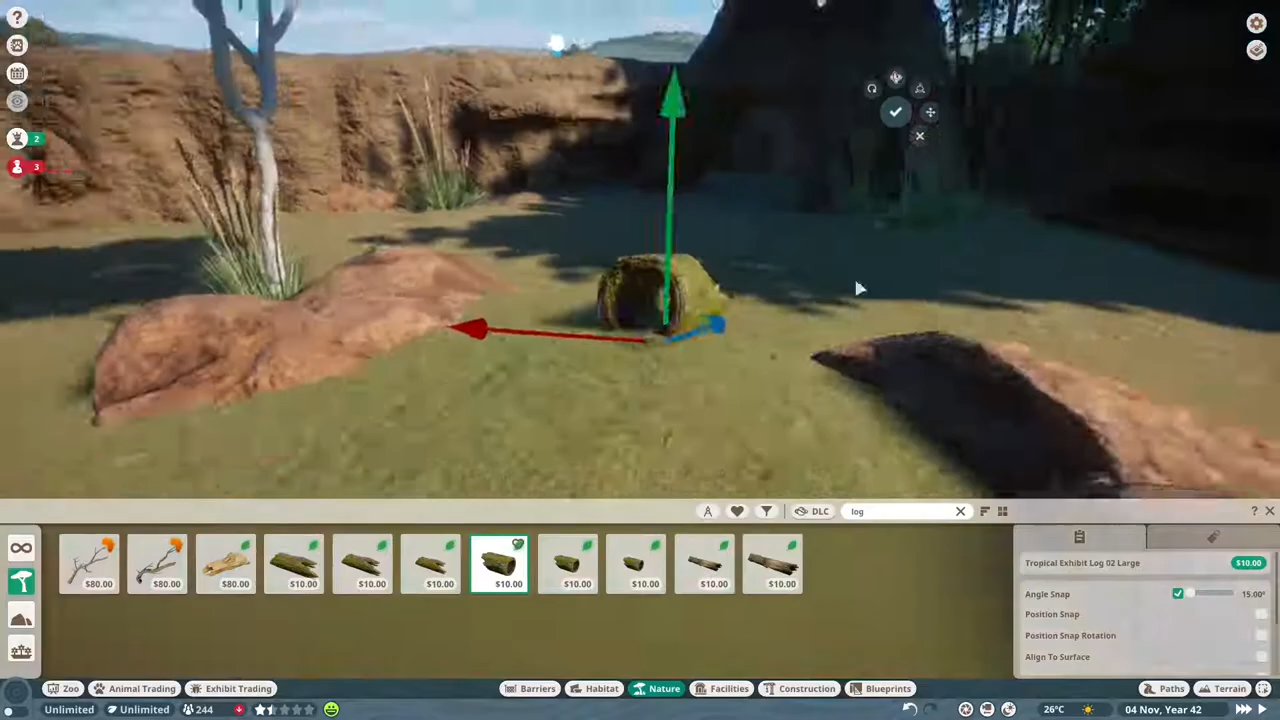 ?
2
3
DLC
log
?
$80.00
$80.00
$80.00
$10.00
$10.00
$10.00
$10.00
$10.00
$10.00
$10.00
$10.00
Tropical Exhibit Log 02 Large
$10.00
Angle Snap
15.00°
Position Snap
Position Snap Rotation
Align To Surface
Zoo
Animal Trading
Exhibit Trading
Barriers
Habitat
Nature
Facilities
Construction
Blueprints
Paths
Terrain
Unlimited
Unlimited
244
26°C
04 Nov, Year 42